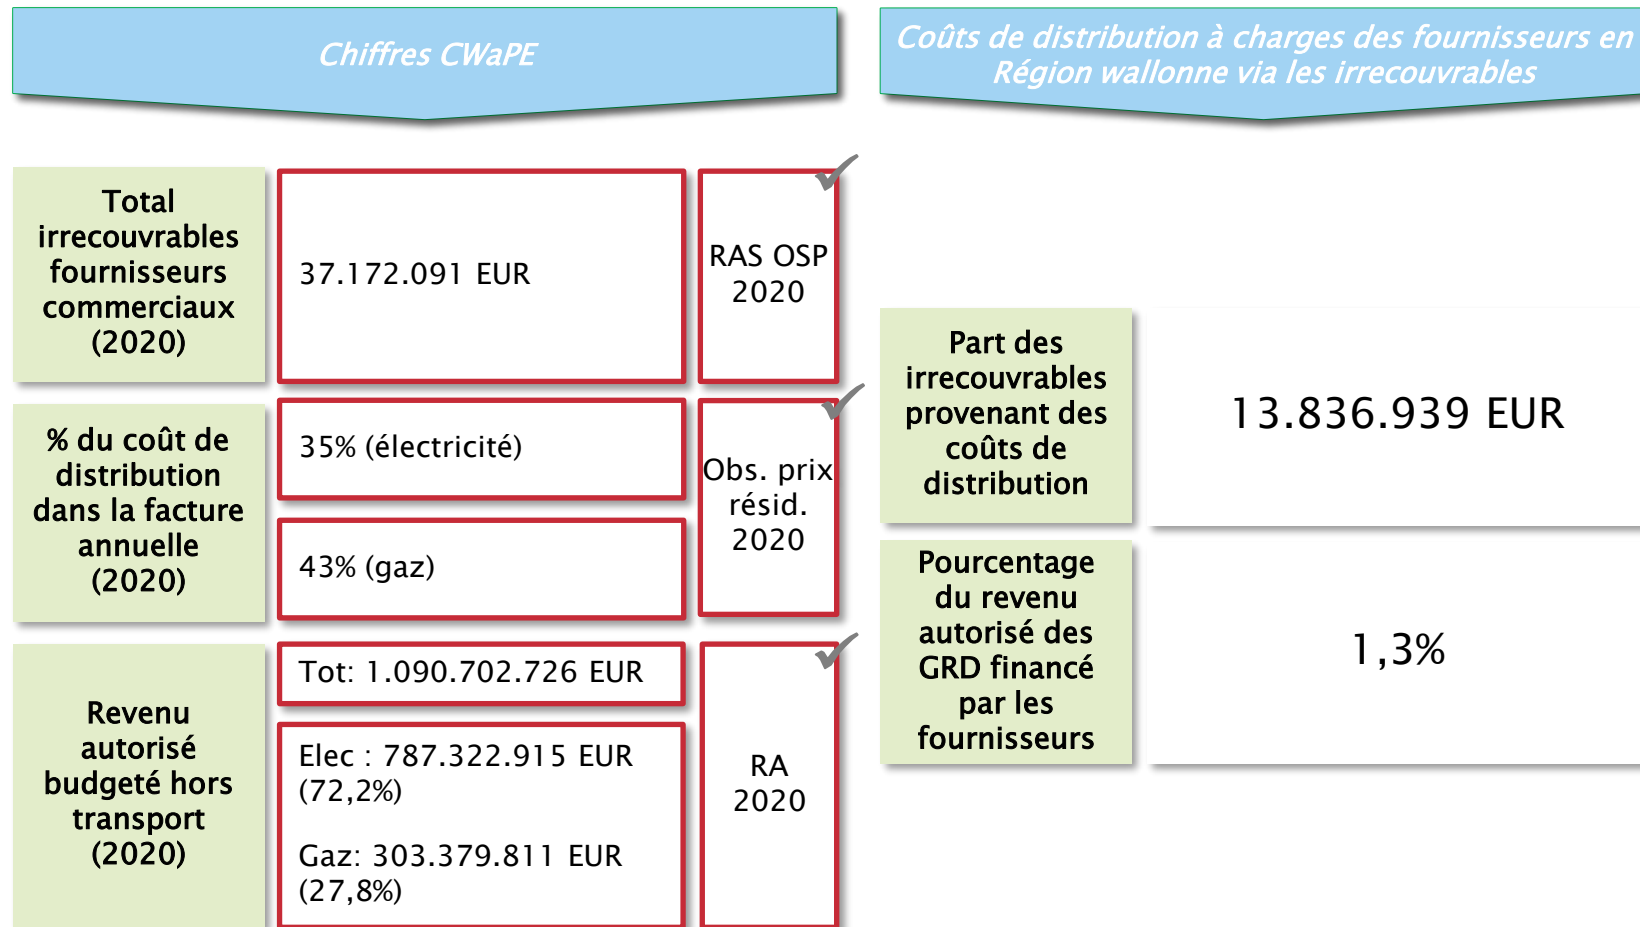 Chiffres CWaPE
Total
irrecouvrables
fournisseurs
commerciaux
(2020)
37.172.091 EUR
RAS OSP
2020
% du coût de
distribution
dans la facture
annuelle
(2020)
35% (électricité)
43% (gaz)
Obs. prix
résid.
2020
Revenu
autorisé
budgeté hors
transport
(2020)
Tot: 1.090.702.726 EUR
Elec : 787.322.915 EUR
(72,2%)
Gaz: 303.379.811 EUR
(27,8%)
RA
2020
Coûts de distribution à charges des fournisseurs en
Région wallonne via les irrecouvrables
Part des
irrecouvrables
provenant des
coûts de
distribution
13.836.939 EUR
Pourcentage
du revenu
autorisé des
GRD financé
par les
fournisseurs
1,3%